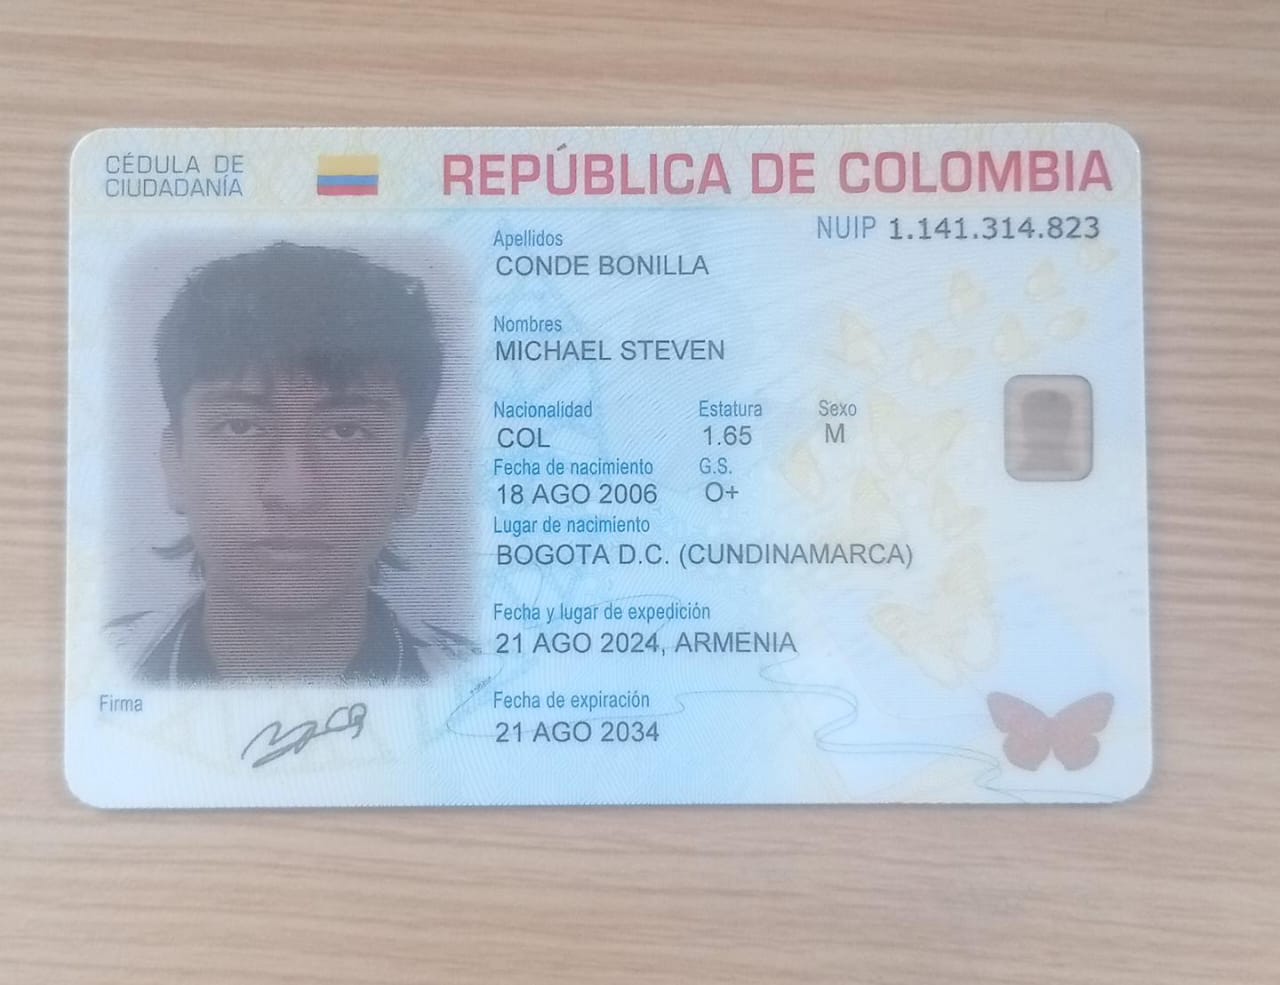 CÉDULA DE
CIUDADANÍA
REPÚBLICA DE COLOMBIA
NUIP 1.141.314.823
Apellidos
CONDE BONILLA
Nombres
MICHAEL STEVEN
Nacionalidad Estatura Sexo
COL 1.65 M
Fecha de nacimiento G.S.
18 AGO 2006 O+
Lugar de nacimiento
BOGOTA D.C. (CUNDINAMARCA)
Fecha y lugar de expedición
21 AGO 2024, ARMENIA
Fecha de expiración
21 AGO 2034
Firma